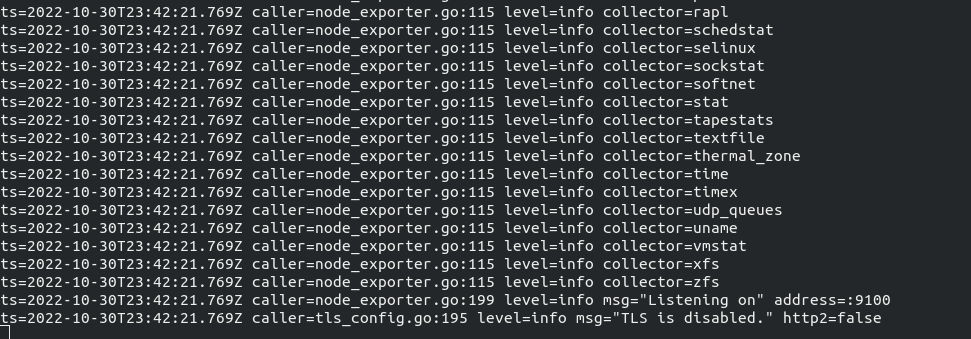 ts=2022-10-30T23:42:21.769Z caller=node_exporter.go:115 level=info collector=rapl
ts=2022-10-30T23:42:21.769Z caller=node_exporter.go:115 level=info collector=schedstat
ts=2022-10-30T23:42:21.769Z caller=node_exporter.go:115 level=info collector=selinux
ts=2022-10-30T23:42:21.769Z caller=node_exporter.go:115 level=info collector=sockstat
ts=2022-10-30T23:42:21.769Z caller=node_exporter.go:115 level=info collector=softnet
ts=2022-10-30T23:42:21.769Z caller=node_exporter.go:115 level=info collector=stat
ts=2022-10-30T23:42:21.769Z caller=node_exporter.go:115 level=info collector=tapestats
ts=2022-10-30T23:42:21.769Z caller=node_exporter.go:115 level=info collector=textfile
ts=2022-10-30T23:42:21.769Z caller=node_exporter.go:115 level=info collector=thermal_zone
ts=2022-10-30T23:42:21.769Z caller=node_exporter.go:115 level=info collector=time
ts=2022-10-30T23:42:21.769Z caller=node_exporter.go:115 level=info collector=timex
ts=2022-10-30T23:42:21.769Z caller=node_exporter.go:115 level=info collector=udp_queues
ts=2022-10-30T23:42:21.769Z caller=node_exporter.go:115 level=info collector=uname
ts=2022-10-30T23:42:21.769Z caller=node_exporter.go:115 level=info collector=vmstat
ts=2022-10-30T23:42:21.769Z caller=node_exporter.go:115 level=info collector=xfs
ts=2022-10-30T23:42:21.769Z caller=node_exporter.go:115 level=info collector=zfs
ts=2022-10-30T23:42:21.769Z caller=node_exporter.go:199 level=info msg="Listening on" address=:9100
ts=2022-10-30T23:42:21.769Z caller=tls_config.go:195 level=info msg="TLS is disabled." http2=false